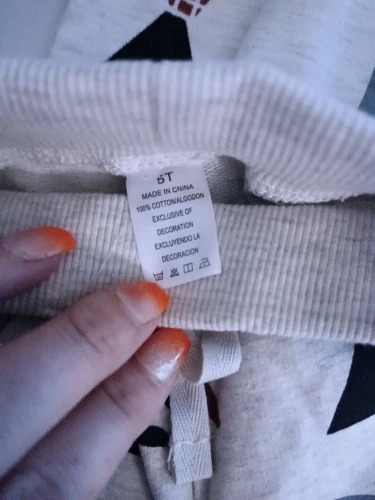 5T
MADE IN CHINA
100% COTTON/ALGODON
EXCLUSIVE OF
DECORATION
EXCLUYENDO LA
DECORACION